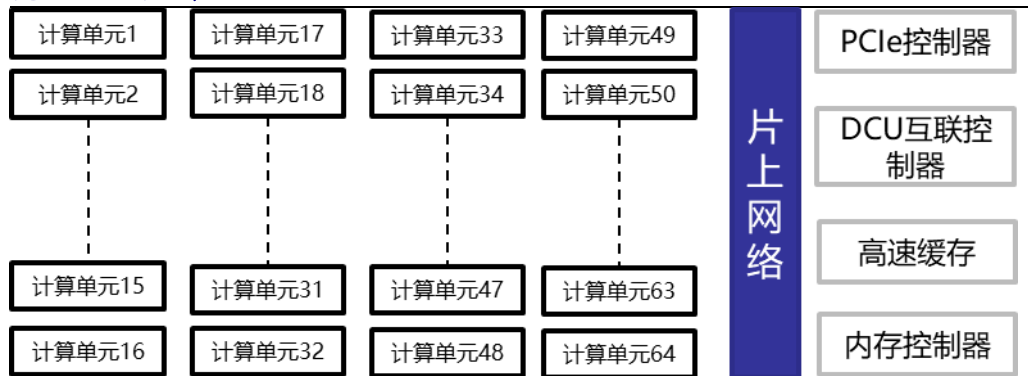 计算单元1
计算单元17
计算单元33
计算单元49
计算单元2
计算单元18
计算单元34
计算单元50
计算单元15
计算单元31
计算单元47
计算单元63
计算单元16
计算单元32
计算单元48
计算单元64
片上网络
PCIe控制器
DCU互联控
制器
高速缓存
内存控制器